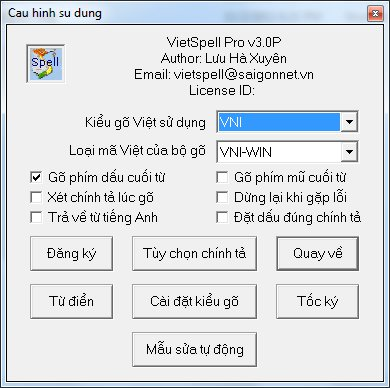 Cau hinh su dung
Spell
VietSpell Pro v3.0P
Author: Lưu Hà Xuyên
Email: vietspell@saigonnet.vn
License ID:
Kiểu gõ Việt sử dụng VNI
Loại mã Việt của bộ gõ VNI-WIN
Gõ phím dấu cuối từ Gõ phím mũ cuối từ
Xét chính tả lúc gõ Dừng lại khi gặp lỗi
Trả về từ tiếng Anh Đặt dấu đúng chính tả
Đăng ký Tùy chọn chính tả Quay về
Từ điển Cài đặt kiểu gõ Tốc ký
Mẫu sửa tự động